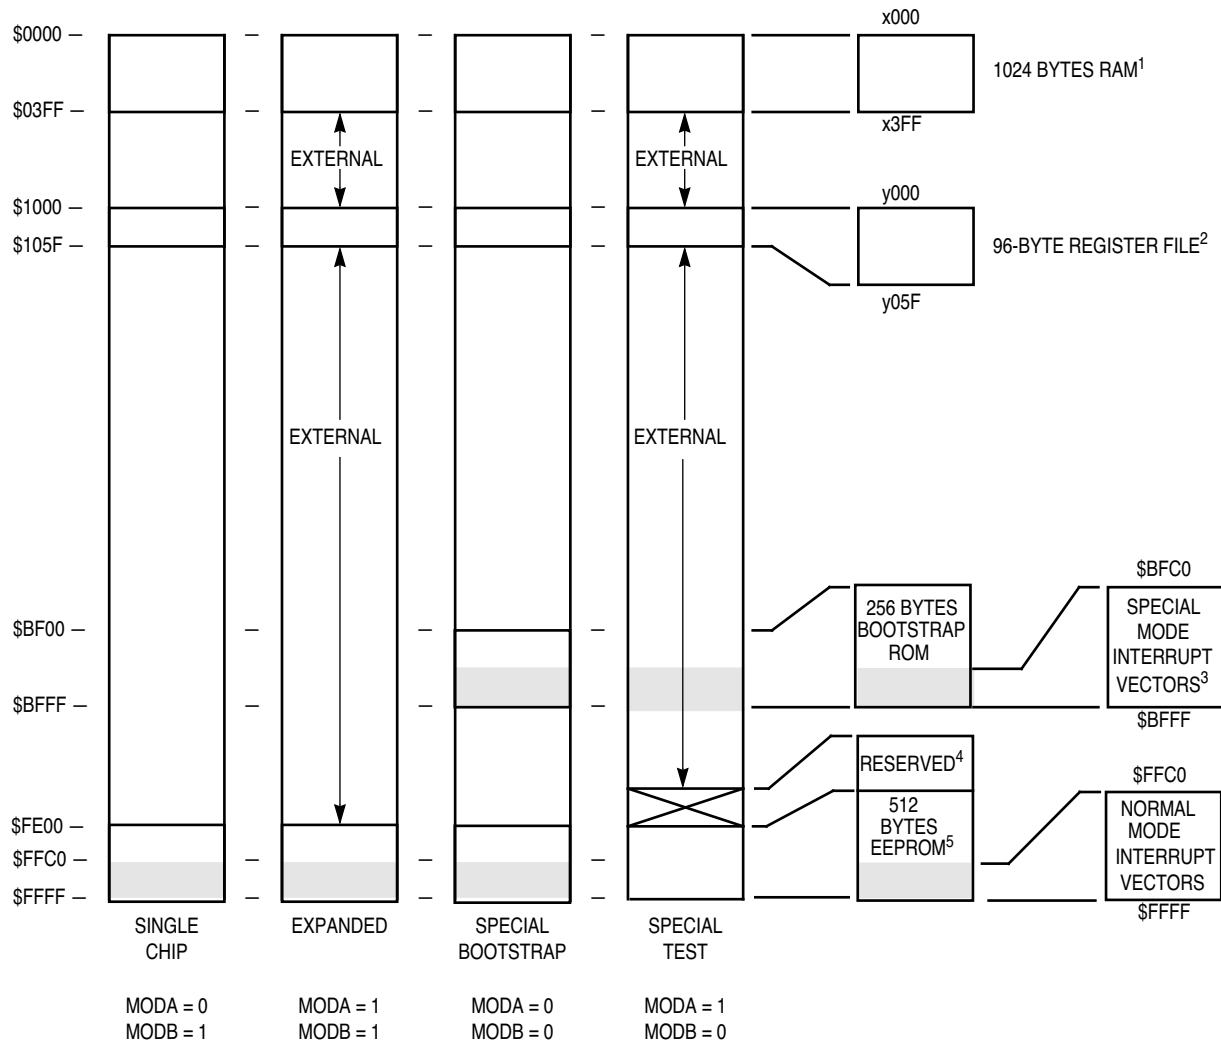 x000
$0000 –
1024 BYTES RAM1
$03FF –
x3FF
EXTERNAL
EXTERNAL
y000
$1000 –
$105F –
96-BYTE REGISTER FILE2
y05F
EXTERNAL
EXTERNAL
$BFC0
256 BYTES
BOOTSTRAP
ROM
SPECIAL
MODE
INTERRUPT
VECTORS3
$BF00 –
$BFFF –
$BFFF
RESERVED4
$FFC0
512
BYTES
EEPROM5
NORMAL
MODE
INTERRUPT
VECTORS
$FE00 –
$FFC0 –
$FFFF –
$FFFF
SINGLE
CHIP
EXPANDED
SPECIAL
BOOTSTRAP
SPECIAL
TEST
MODA = 0
MODB = 1
MODA = 1
MODB = 1
MODA = 0
MODB = 0
MODA = 1
MODB = 0